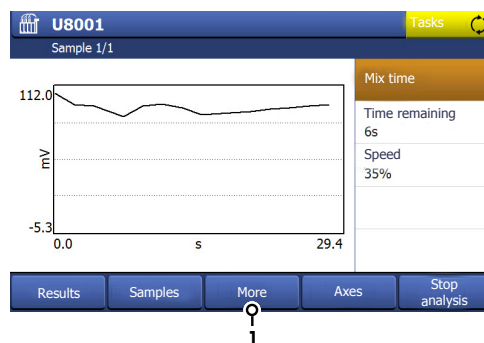 U8001
Tasks
Sample 1/1
112.0
mV
-5.3
0.0
s
29.4
Mix time
Time remaining
6s
Speed
35%
Results
Samples
More
Axes
Stop
analysis
1